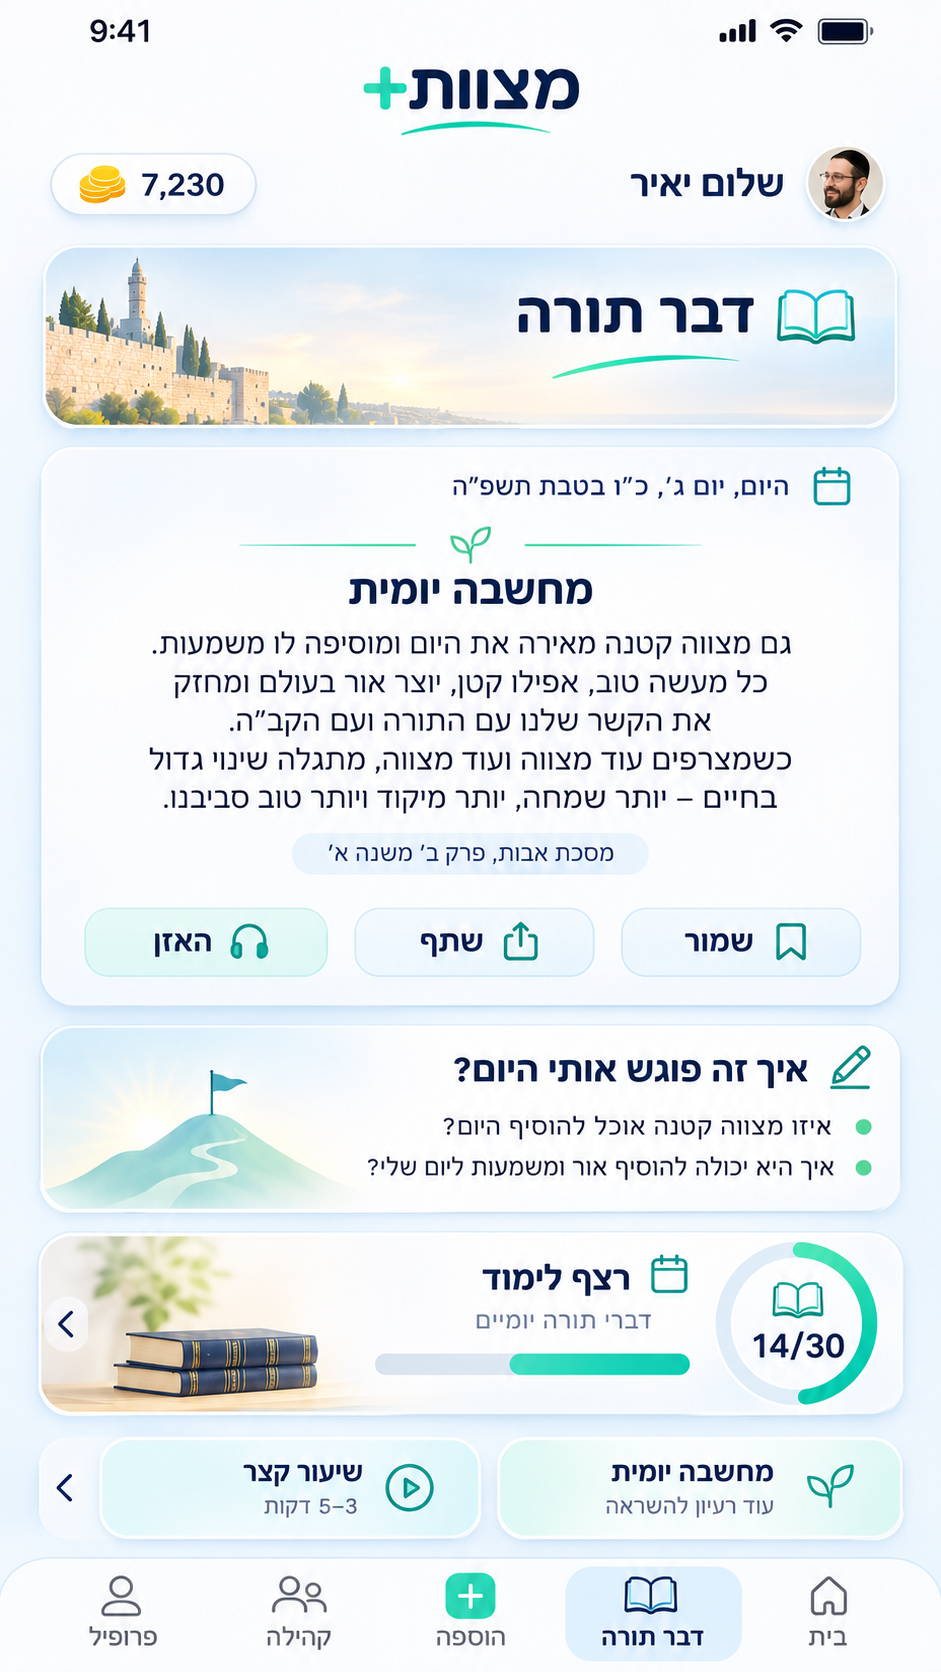 9:41
מצוות+
שלום יאיר
7,230
דבר תורה
היום, יום ג׳, כ״ו בטבת תשפ״ה
מחשבה יומית
גם מצווה קטנה מאירה את היום ומוסיפה לו משמעות.
כל מעשה טוב, אפילו קטן, יוצר אור בעולם ומחזק
את הקשר שלנו עם התורה ועם הקב״ה.
כשמצרפים עוד מצווה ועוד מצווה, מתגלה שינוי גדול
בחיים – יותר שמחה, יותר מיקוד ויותר טוב סביבנו.
מסכת אבות, פרק ב׳ משנה א׳
שמור
שתף
האזן
איך זה פוגש אותי היום?
איזו מצווה קטנה אוכל להוסיף היום?
איך היא יכולה להוסיף אור ומשמעות ליום שלי?
14/30
רצף לימוד
דברי תורה יומיים
מחשבה יומית
עוד רעיון להשראה
שיעור קצר
3–5 דקות
בית
דבר תורה
הוספה
קהילה
פרופיל